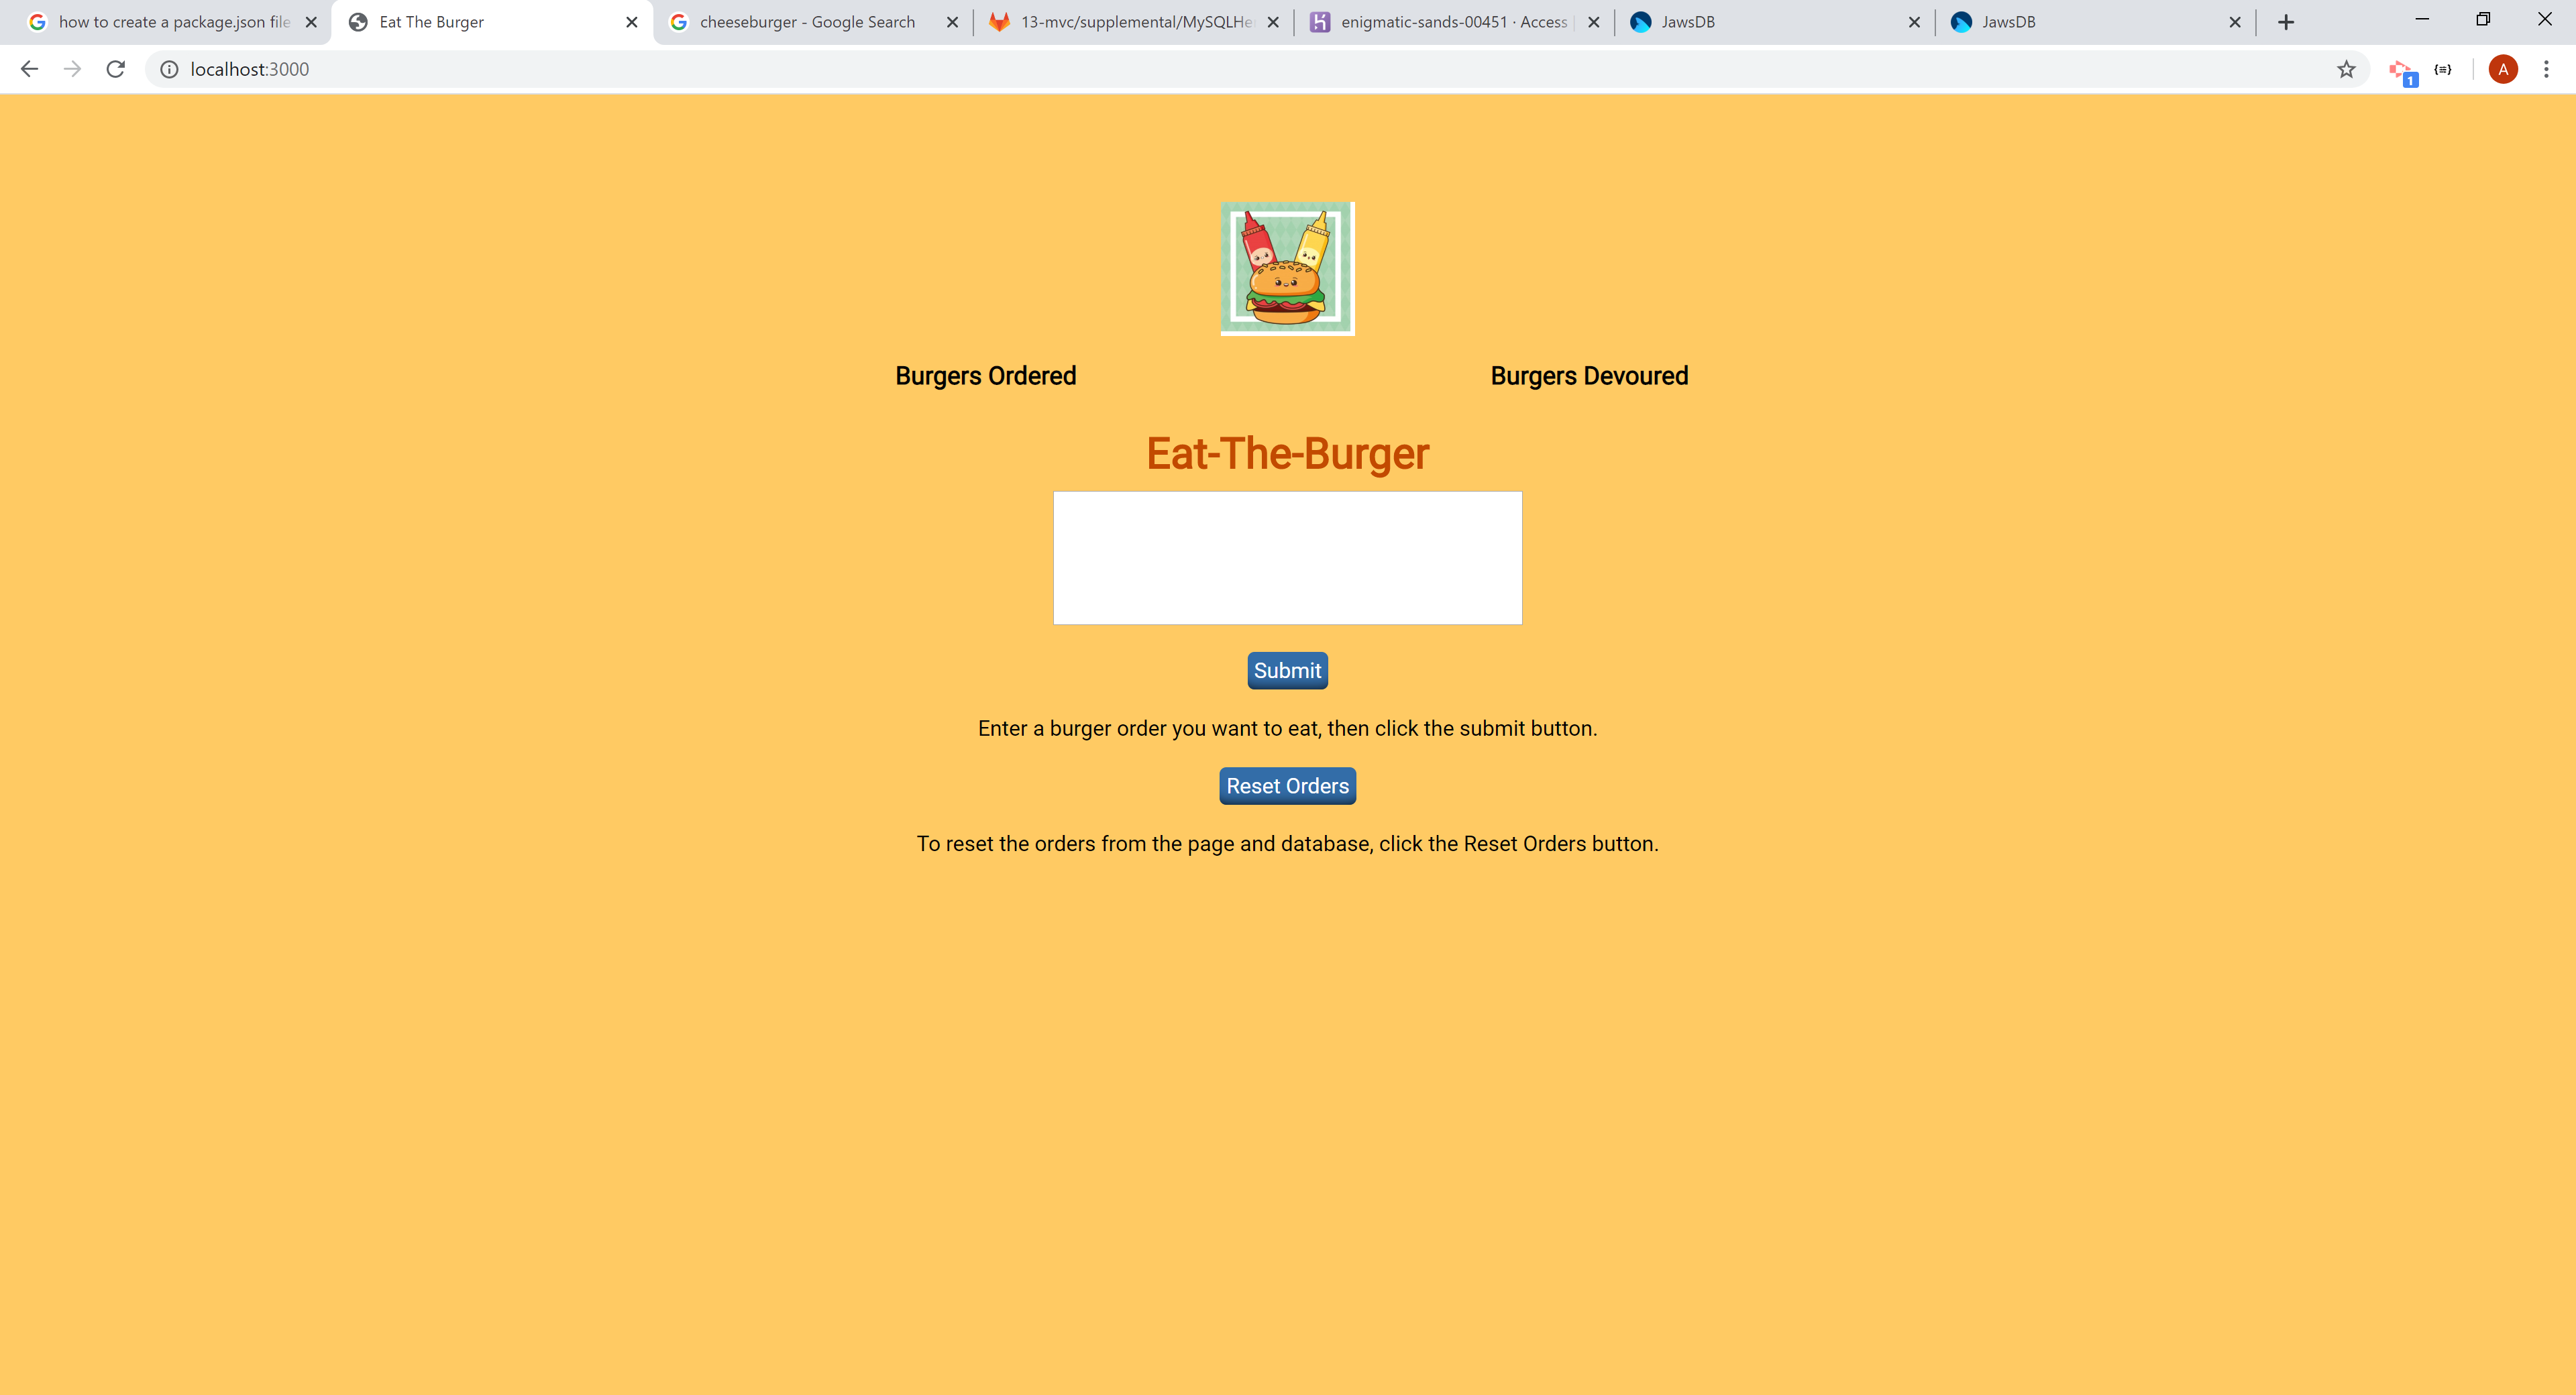 how to create a package.json file
Eat The Burger
cheeseburger - Google Search
13-mvc/supplemental/MySQLHe
enigmatic-sands-00451 · Access
JawsDB
JawsDB
localhost:3000
1
A
Burgers Ordered
Burgers Devoured
Eat-The-Burger
Submit
Enter a burger order you want to eat, then click the submit button.
Reset Orders
To reset the orders from the page and database, click the Reset Orders button.